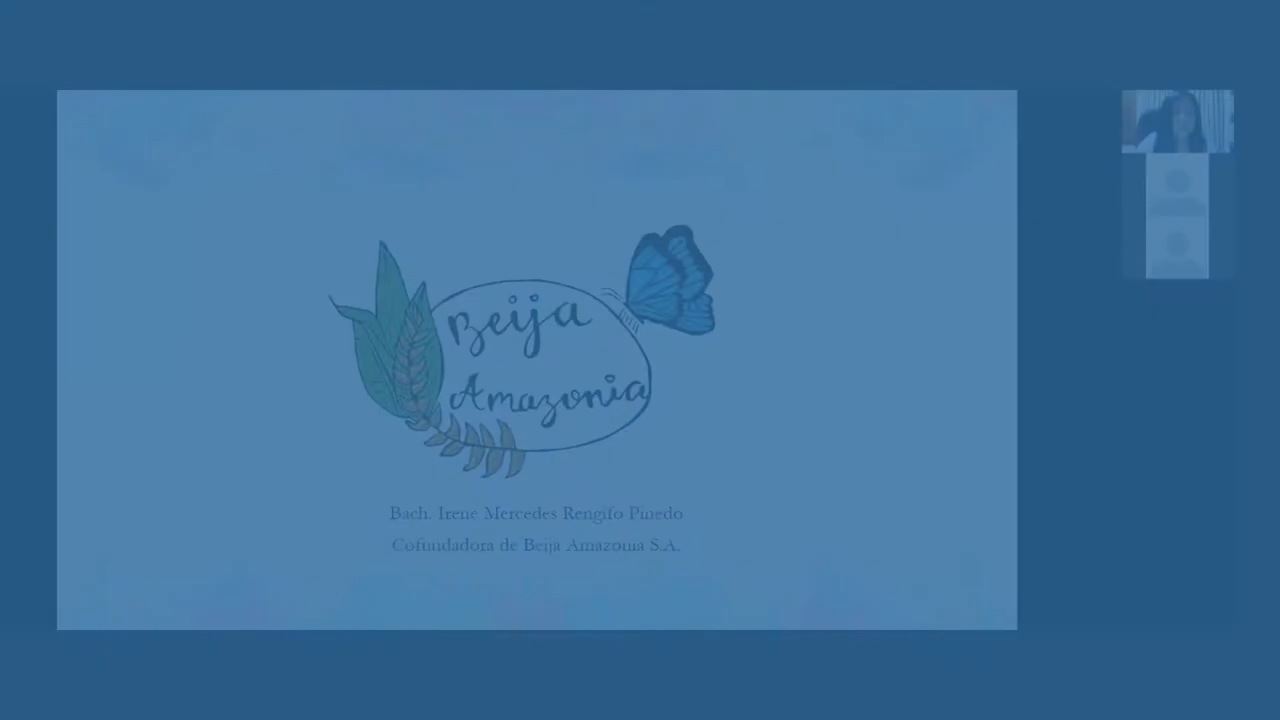 Beija
Amazonia
Bach. Irene Mercedes Rengifo Pinedo
Cofundadora de Beija Amazonia S.A.